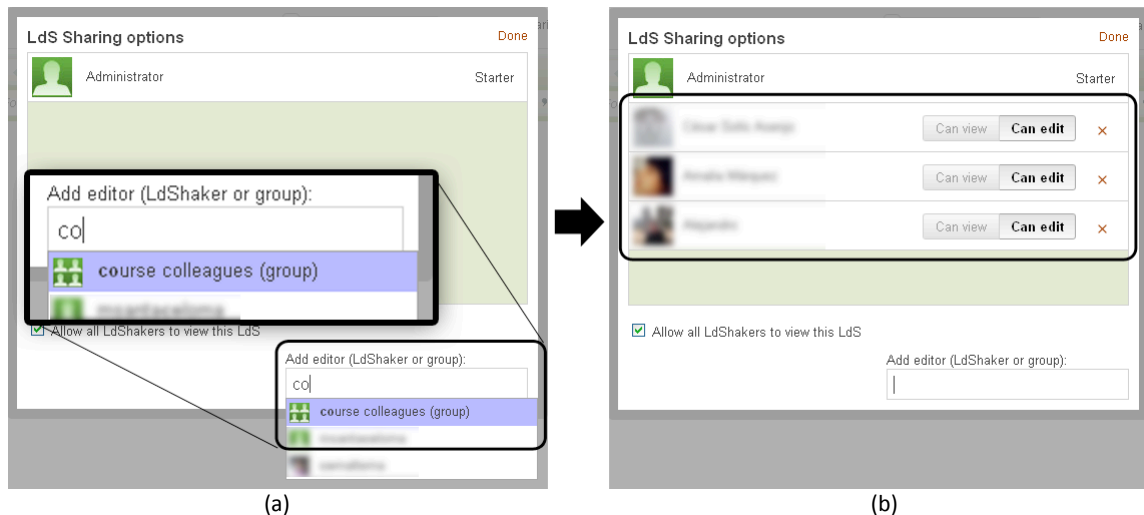 LdS Sharing options
Done
Administrator
Starter
Add editor (LdShaker or group):
co
course colleagues (group)
Allow all LdShakers to view this LdS
Add editor (LdShaker or group):
co
course colleagues (group)
(a)
LdS Sharing options
Done
Administrator
Starter
Can view Can edit ×
Can view Can edit ×
Can view Can edit ×
Allow all LdShakers to view this LdS
Add editor (LdShaker or group):
(b)